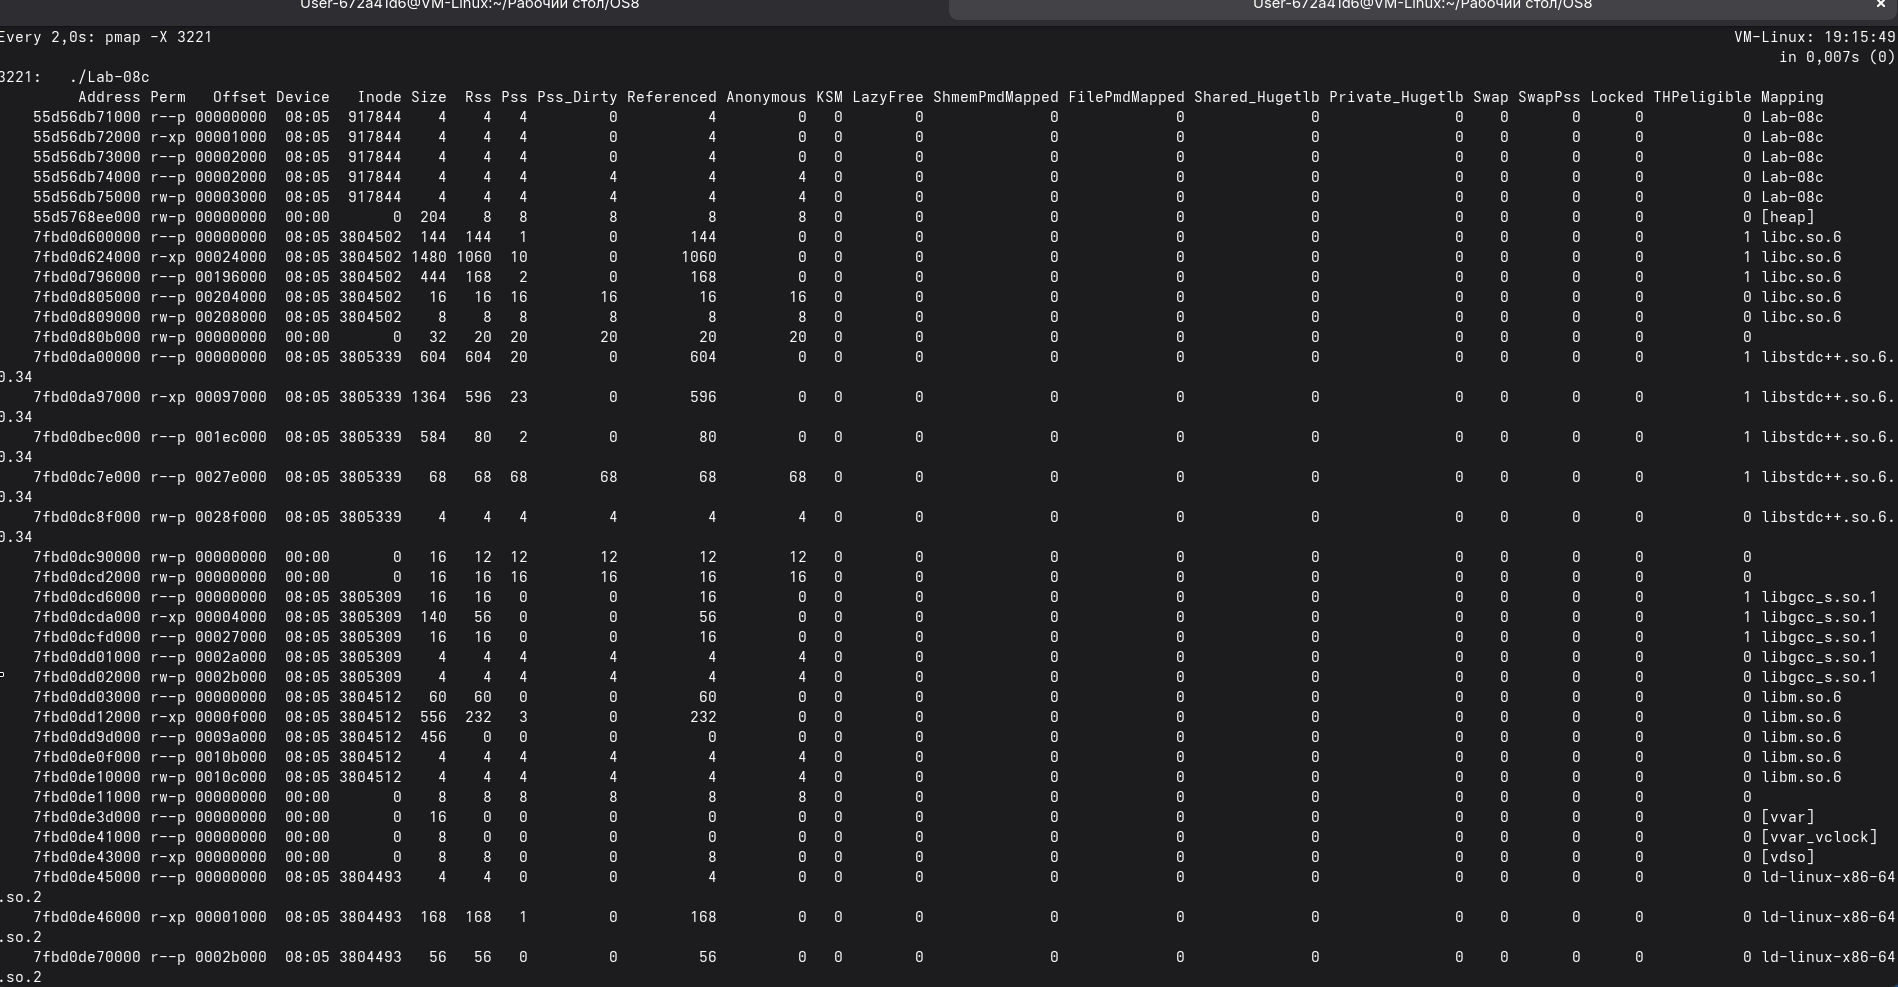 User-672a41d6@VM-Linux:~/Рабочий стол/OS8 User-672a41d6@VM-Linux:~/Рабочий стол/OS8 ×
Every 2,0s: pmap -X 3221 VM-Linux: 19:15:49
in 0,007s (0)
3221: ./Lab-08c
Address Perm Offset Device Inode Size Rss Pss Pss_Dirty Referenced Anonymous KSM LazyFree ShmemPmdMapped FilePmdMapped Shared_Hugetlb Private_Hugetlb Swap SwapPss Locked THPeligible Mapping
55d56db71000 r--p 00000000 08:05 917844 4 4 4 0 4 0 0 0 0 0 0 0 0 0 0 0 Lab-08c
55d56db72000 r-xp 00001000 08:05 917844 4 4 4 0 4 0 0 0 0 0 0 0 0 0 0 0 Lab-08c
55d56db73000 r--p 00002000 08:05 917844 4 4 4 0 4 0 0 0 0 0 0 0 0 0 0 0 Lab-08c
55d56db74000 r--p 00002000 08:05 917844 4 4 4 4 4 4 0 0 0 0 0 0 0 0 0 0 Lab-08c
55d56db75000 rw-p 00003000 08:05 917844 4 4 4 4 4 4 0 0 0 0 0 0 0 0 0 0 Lab-08c
55d5768ee000 rw-p 00000000 00:00 0 204 8 8 8 8 8 0 0 0 0 0 0 0 0 0 0 [heap]
7fbd0d600000 r--p 00000000 08:05 3804502 144 144 1 0 144 0 0 0 0 0 0 0 0 0 0 1 libc.so.6
7fbd0d624000 r-xp 00024000 08:05 3804502 1480 1060 10 0 1060 0 0 0 0 0 0 0 0 0 0 1 libc.so.6
7fbd0d796000 r--p 00196000 08:05 3804502 444 168 2 0 168 0 0 0 0 0 0 0 0 0 0 1 libc.so.6
7fbd0d805000 r--p 00204000 08:05 3804502 16 16 16 16 16 16 0 0 0 0 0 0 0 0 0 0 libc.so.6
7fbd0d809000 rw-p 00208000 08:05 3804502 8 8 8 8 8 8 0 0 0 0 0 0 0 0 0 0 libc.so.6
7fbd0d80b000 rw-p 00000000 00:00 0 32 20 20 20 20 20 0 0 0 0 0 0 0 0 0 0
7fbd0da00000 r--p 00000000 08:05 3805339 604 604 20 0 604 0 0 0 0 0 0 0 0 0 0 1 libstdc++.so.6.
0.34
7fbd0da97000 r-xp 00097000 08:05 3805339 1364 596 23 0 596 0 0 0 0 0 0 0 0 0 0 1 libstdc++.so.6.
0.34
7fbd0dbec000 r--p 001ec000 08:05 3805339 584 80 2 0 80 0 0 0 0 0 0 0 0 0 0 1 libstdc++.so.6.
0.34
7fbd0dc7e000 r--p 0027e000 08:05 3805339 68 68 68 68 68 68 0 0 0 0 0 0 0 0 0 1 libstdc++.so.6.
0.34
7fbd0dc8f000 rw-p 0028f000 08:05 3805339 4 4 4 4 4 4 0 0 0 0 0 0 0 0 0 0 libstdc++.so.6.
0.34
7fbd0dc90000 rw-p 00000000 00:00 0 16 12 12 12 12 12 0 0 0 0 0 0 0 0 0 0
7fbd0dcd2000 rw-p 00000000 00:00 0 16 16 16 16 16 16 0 0 0 0 0 0 0 0 0 0
7fbd0dcd6000 r--p 00000000 08:05 3805309 16 16 0 0 16 0 0 0 0 0 0 0 0 0 0 1 libgcc_s.so.1
7fbd0dcda000 r-xp 00004000 08:05 3805309 140 56 0 0 56 0 0 0 0 0 0 0 0 0 0 1 libgcc_s.so.1
7fbd0dcfd000 r--p 00027000 08:05 3805309 16 16 0 0 16 0 0 0 0 0 0 0 0 0 0 1 libgcc_s.so.1
7fbd0dd01000 r--p 0002a000 08:05 3805309 4 4 4 4 4 4 0 0 0 0 0 0 0 0 0 0 libgcc_s.so.1
7fbd0dd02000 rw-p 0002b000 08:05 3805309 4 4 4 4 4 4 0 0 0 0 0 0 0 0 0 0 libgcc_s.so.1
7fbd0dd03000 r--p 00000000 08:05 3804512 60 60 0 0 60 0 0 0 0 0 0 0 0 0 0 0 libm.so.6
7fbd0dd12000 r-xp 0000f000 08:05 3804512 556 232 3 0 232 0 0 0 0 0 0 0 0 0 0 0 libm.so.6
7fbd0dd9d000 r--p 0009a000 08:05 3804512 456 0 0 0 0 0 0 0 0 0 0 0 0 0 0 0 libm.so.6
7fbd0de0f000 r--p 0010b000 08:05 3804512 4 4 4 4 4 4 0 0 0 0 0 0 0 0 0 0 libm.so.6
7fbd0de10000 rw-p 0010c000 08:05 3804512 4 4 4 4 4 4 0 0 0 0 0 0 0 0 0 0 libm.so.6
7fbd0de11000 rw-p 00000000 00:00 0 8 8 8 8 8 8 0 0 0 0 0 0 0 0 0 0
7fbd0de3d000 r--p 00000000 00:00 0 16 0 0 0 0 0 0 0 0 0 0 0 0 0 0 0 [vvar]
7fbd0de41000 r--p 00000000 00:00 0 8 0 0 0 0 0 0 0 0 0 0 0 0 0 0 0 [vvar_vclock]
7fbd0de43000 r-xp 00000000 00:00 0 8 8 0 0 8 0 0 0 0 0 0 0 0 0 0 0 [vdso]
7fbd0de45000 r--p 00000000 08:05 3804493 4 4 0 0 4 0 0 0 0 0 0 0 0 0 0 0 ld-linux-x86-64
.so.2
7fbd0de46000 r-xp 00001000 08:05 3804493 168 168 1 0 168 0 0 0 0 0 0 0 0 0 0 0 ld-linux-x86-64
.so.2
7fbd0de70000 r--p 0002b000 08:05 3804493 56 56 0 0 56 0 0 0 0 0 0 0 0 0 0 0 ld-linux-x86-64
.so.2